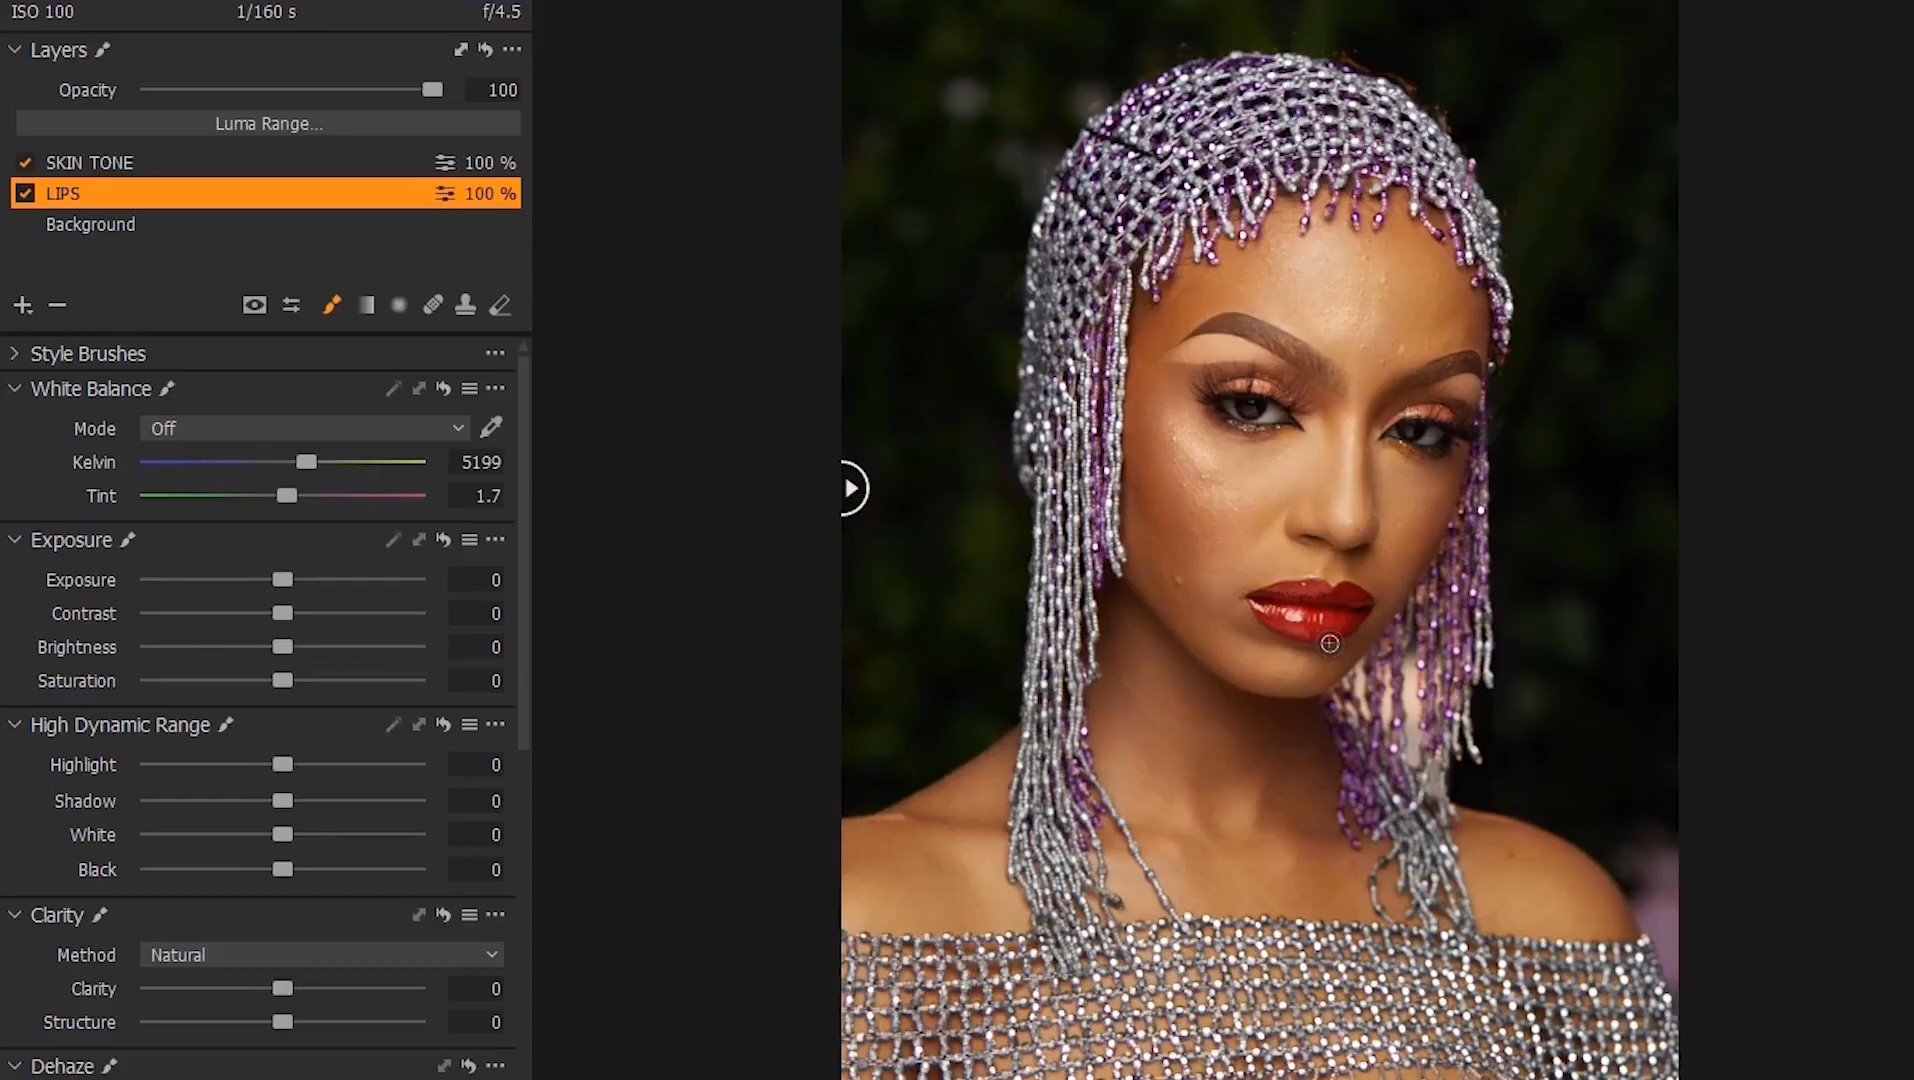 ISO 100 1/160 s f/4.5
Layers
Opacity 100
Luma Range...
SKIN TONE 100 %
LIPS 100 %
Background
Style Brushes
White Balance
Mode Off
Kelvin 5199
Tint 1.7
Exposure
Exposure 0
Contrast 0
Brightness 0
Saturation 0
High Dynamic Range
Highlight 0
Shadow 0
White 0
Black 0
Clarity
Method Natural
Clarity 0
Structure 0
Dehaze